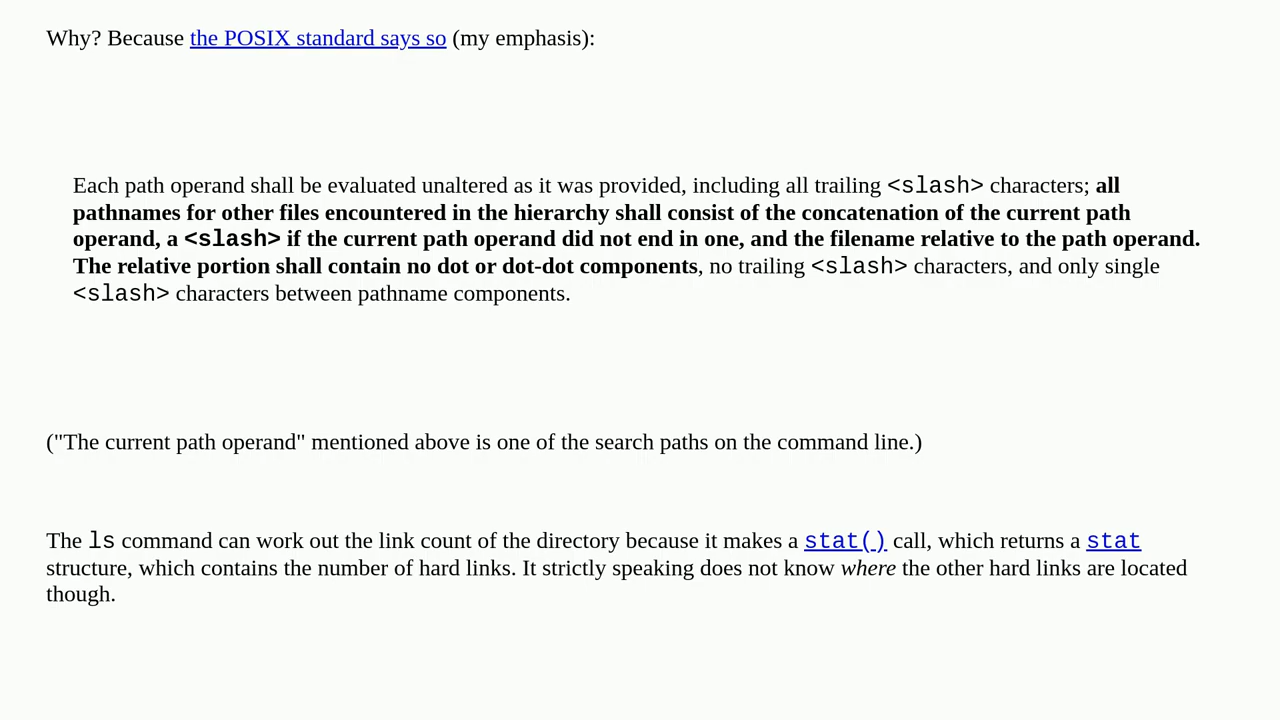 Why? Because the POSIX standard says so (my emphasis):
Each path operand shall be evaluated unaltered as it was provided, including all trailing <slash> characters; all
pathnames for other files encountered in the hierarchy shall consist of the concatenation of the current path
operand, a <slash> if the current path operand did not end in one, and the filename relative to the path operand.
The relative portion shall contain no dot or dot-dot components, no trailing <slash> characters, and only single
<slash> characters between pathname components.
("The current path operand" mentioned above is one of the search paths on the command line.)
The ls command can work out the link count of the directory because it makes a stat() call, which returns a stat
structure, which contains the number of hard links. It strictly speaking does not know where the other hard links are located
though.